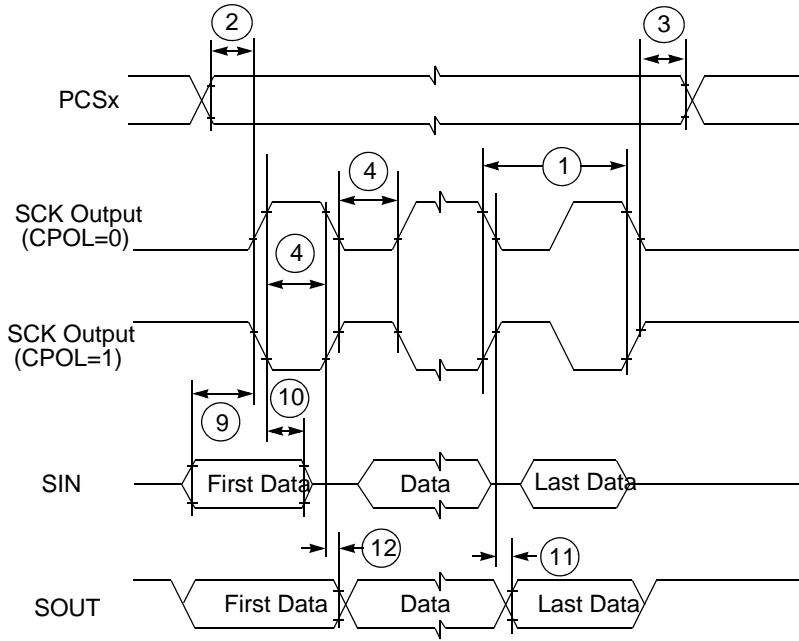 2
3
PCSx
4
1
SCK Output
(CPOL=0)
4
SCK Output
(CPOL=1)
10
9
SIN
First Data
Data
Last Data
12
11
SOUT
First Data
Data
Last Data